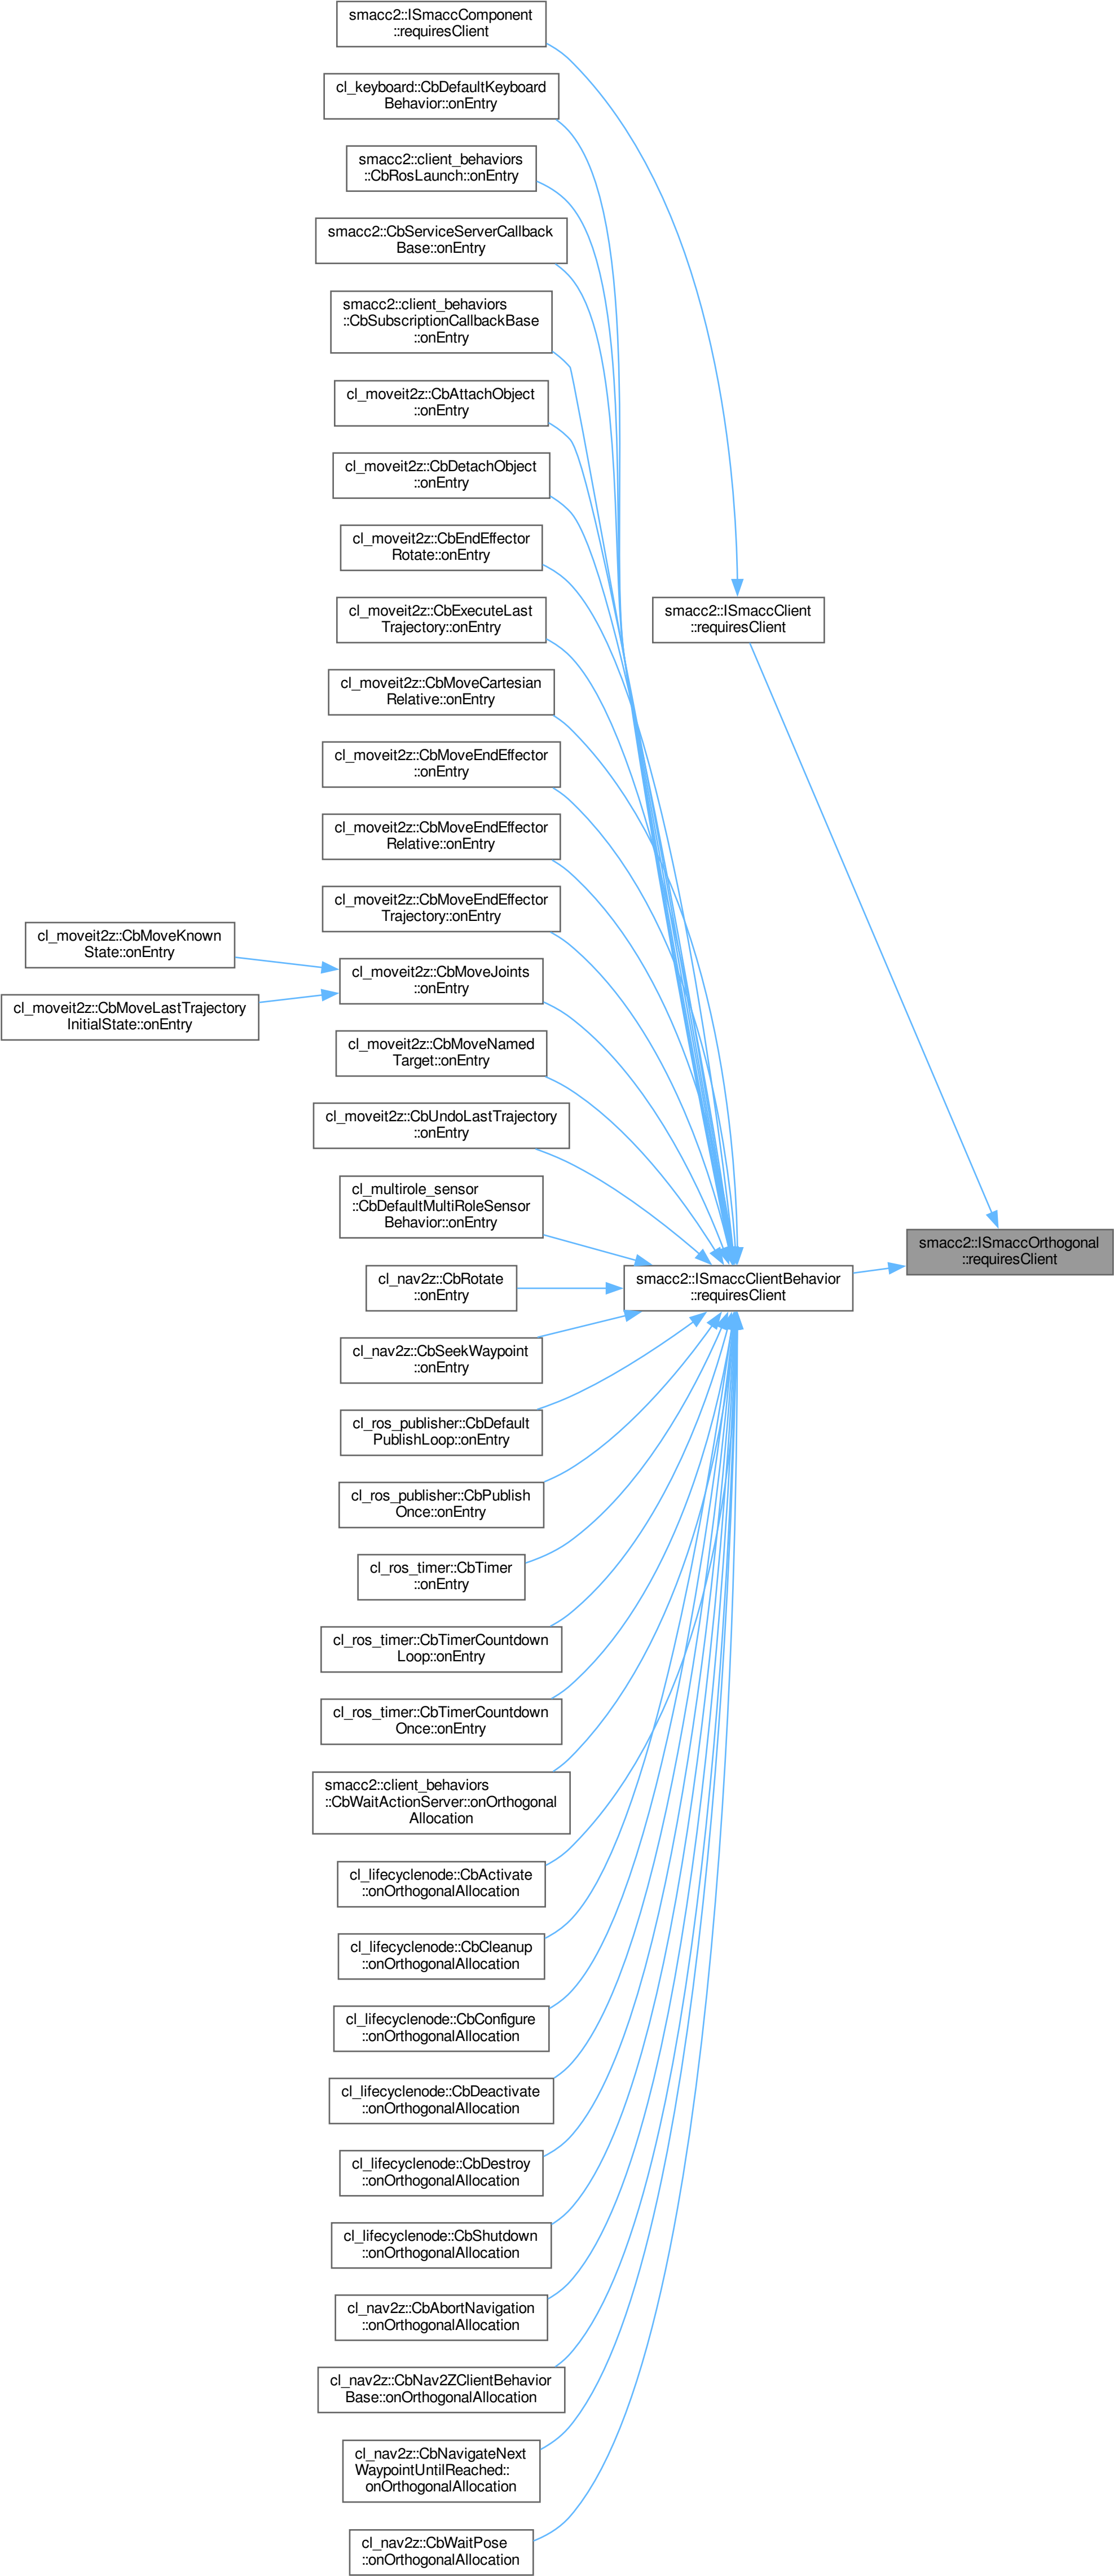 smacc2::ISmaccComponent
::requiresClient
cl_keyboard::CbDefaultKeyboard
Behavior::onEntry
smacc2::client_behaviors
::CbRosLaunch::onEntry
smacc2::CbServiceServerCallback
Base::onEntry
smacc2::client_behaviors
::CbSubscriptionCallbackBase
::onEntry
cl_moveit2z::CbAttachObject
::onEntry
cl_moveit2z::CbDetachObject
::onEntry
cl_moveit2z::CbEndEffector
Rotate::onEntry
cl_moveit2z::CbExecuteLast
Trajectory::onEntry
smacc2::ISmaccClient
::requiresClient
cl_moveit2z::CbMoveCartesian
Relative::onEntry
cl_moveit2z::CbMoveEndEffector
::onEntry
cl_moveit2z::CbMoveEndEffector
Relative::onEntry
cl_moveit2z::CbMoveEndEffector
Trajectory::onEntry
cl_moveit2z::CbMoveKnown
State::onEntry
cl_moveit2z::CbMoveJoints
::onEntry
cl_moveit2z::CbMoveLastTrajectory
InitialState::onEntry
cl_moveit2z::CbMoveNamed
Target::onEntry
cl_moveit2z::CbUndoLastTrajectory
::onEntry
cl_multirole_sensor
::CbDefaultMultiRoleSensor
Behavior::onEntry
smacc2::ISmaccOrthogonal
::requiresClient
cl_nav2z::CbRotate
::onEntry
smacc2::ISmaccClientBehavior
::requiresClient
cl_nav2z::CbSeekWaypoint
::onEntry
cl_ros_publisher::CbDefault
PublishLoop::onEntry
cl_ros_publisher::CbPublish
Once::onEntry
cl_ros_timer::CbTimer
::onEntry
cl_ros_timer::CbTimerCountdown
Loop::onEntry
cl_ros_timer::CbTimerCountdown
Once::onEntry
smacc2::client_behaviors
::CbWaitActionServer::onOrthogonal
Allocation
cl_lifecyclenode::CbActivate
::onOrthogonalAllocation
cl_lifecyclenode::CbCleanup
::onOrthogonalAllocation
cl_lifecyclenode::CbConfigure
::onOrthogonalAllocation
cl_lifecyclenode::CbDeactivate
::onOrthogonalAllocation
cl_lifecyclenode::CbDestroy
::onOrthogonalAllocation
cl_lifecyclenode::CbShutdown
::onOrthogonalAllocation
cl_nav2z::CbAbortNavigation
::onOrthogonalAllocation
cl_nav2z::CbNav2ZClientBehavior
Base::onOrthogonalAllocation
cl_nav2z::CbNavigateNext
WaypointUntilReached::
onOrthogonalAllocation
cl_nav2z::CbWaitPose
::onOrthogonalAllocation